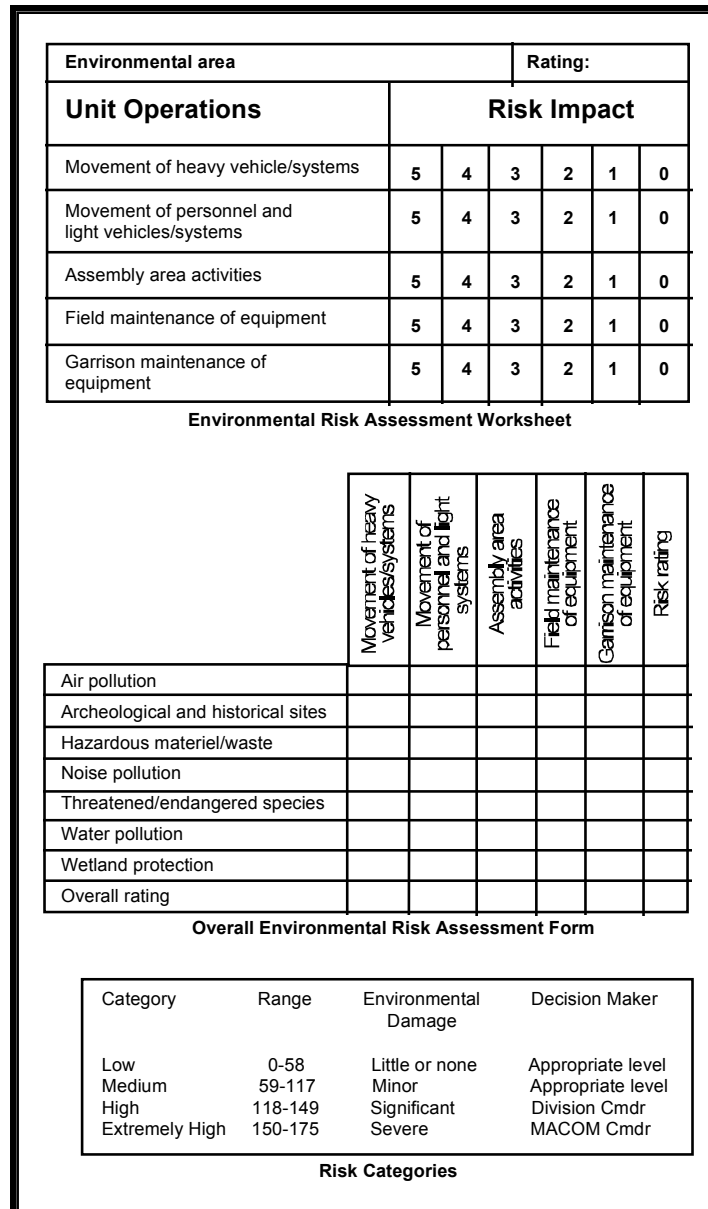 Environmental area Rating:
Unit Operations Risk Impact
Movement of heavy vehicle/systems 5 4 3 2 1 0
Movement of personnel and
light vehicles/systems 5 4 3 2 1 0
Assembly area activities 5 4 3 2 1 0
Field maintenance of equipment 5 4 3 2 1 0
Garrison maintenance of
equipment 5 4 3 2 1 0
Environmental Risk Assessment Worksheet
Movement of heavy
vehicles/systems
Movement of
personnel and light
systems
Assembly area
activities
Field maintenance
of equipment
Garrison maintenance
of equipment
Risk rating
Air pollution
Archeological and historical sites
Hazardous materiel/waste
Noise pollution
Threatened/endangered species
Water pollution
Wetland protection
Overall rating
Overall Environmental Risk Assessment Form
Category Range Environmental Decision Maker
Damage
Low 0-58 Little or none Appropriate level
Medium 59-117 Minor Appropriate level
High 118-149 Significant Division Cmdr
Extremely High 150-175 Severe MACOM Cmdr
Risk Categories